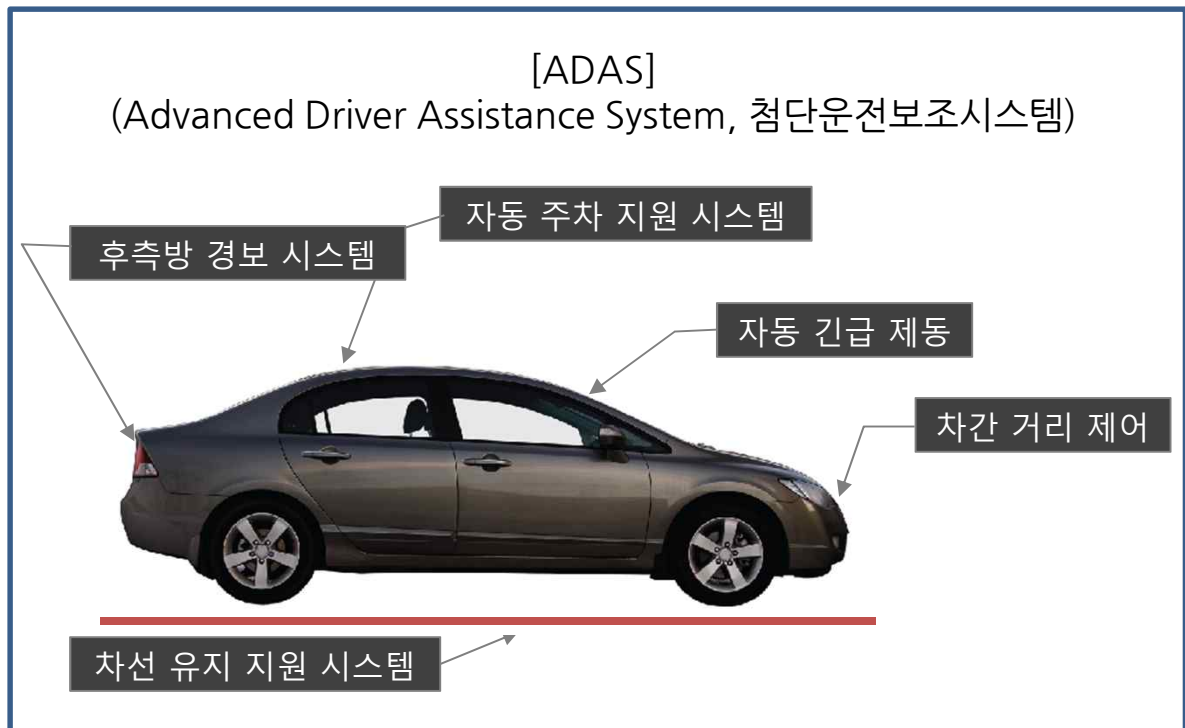 [ADAS]
(Advanced Driver Assistance System, 첨단운전보조시스템)
자동 주차 지원 시스템
후측방 경보 시스템
자동 긴급 제동
차간 거리 제어
차선 유지 지원 시스템